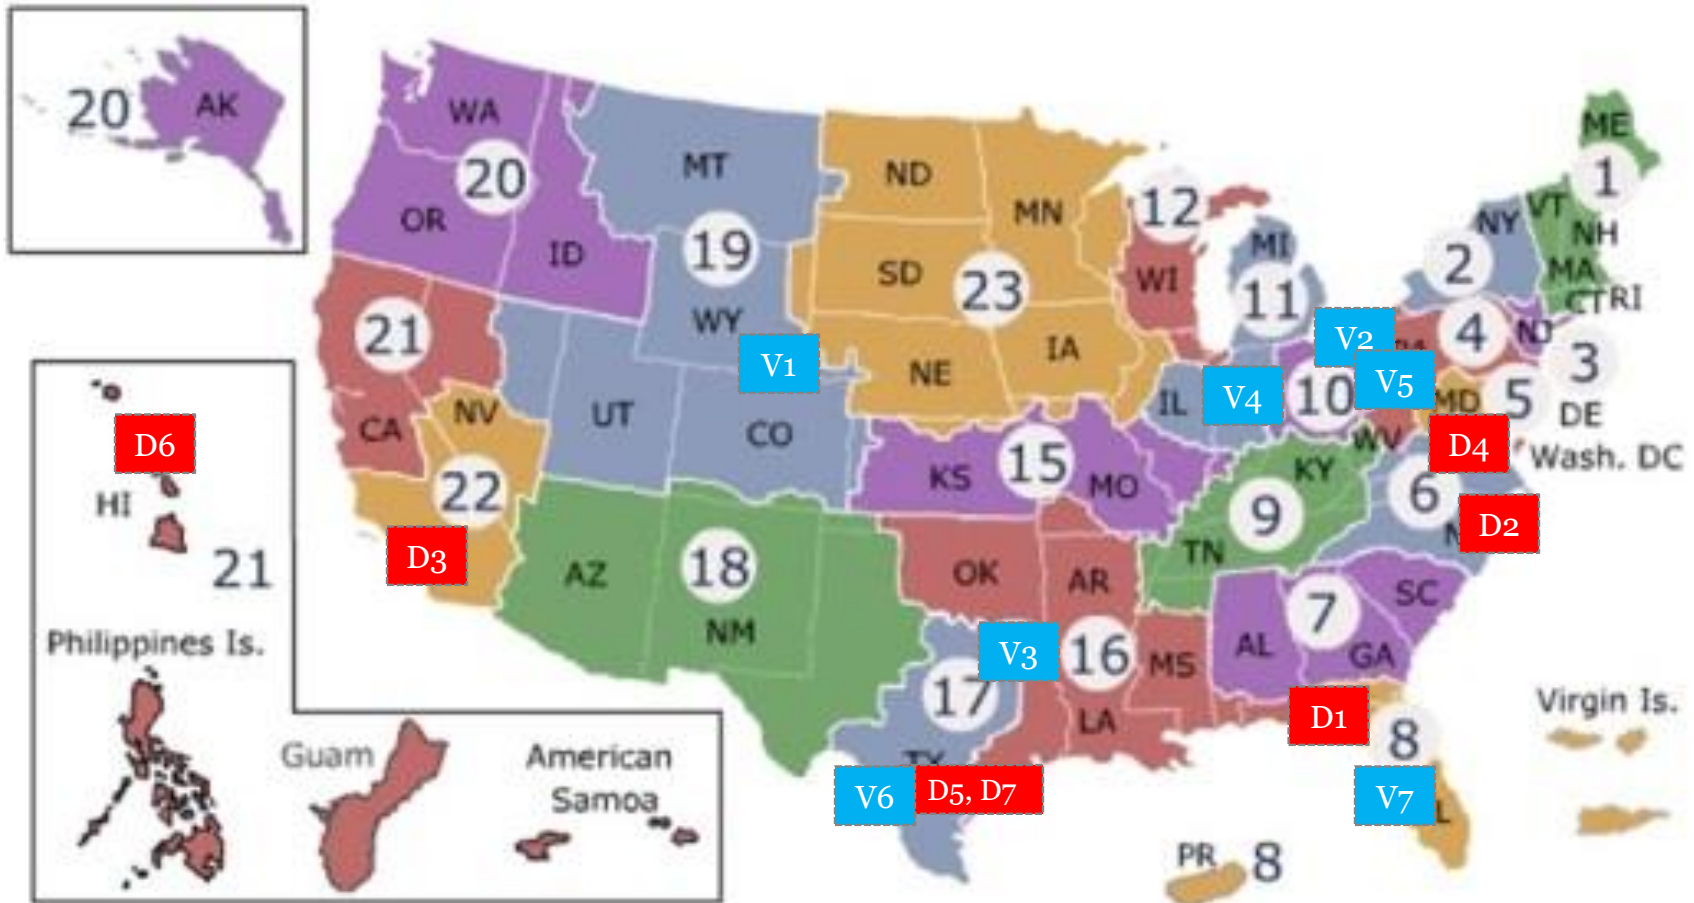 20
AK
WA
20
OR
ID
MT
19
WY
ND
MN
SD
23
NE
IA
12
WI
MI
11
ME
1
VT
NY
NH
2
MA
CT
RI
4
NJ
3
5
DE
MD
Wash. DC
21
CA
NV
22
UT
CO
V1
V2
V5
V4
10
IL
WV
D4
6
D2
KS
15
MO
KY
9
TN
D3
AZ
18
NM
OK
AR
V3
16
MS
17
LA
TX
V6
D5, D7
AL
7
SC
GA
D1
8
V7
L
D6
HI
21
Philippines Is.
Guam
American
Samoa
Virgin Is.
PR
8